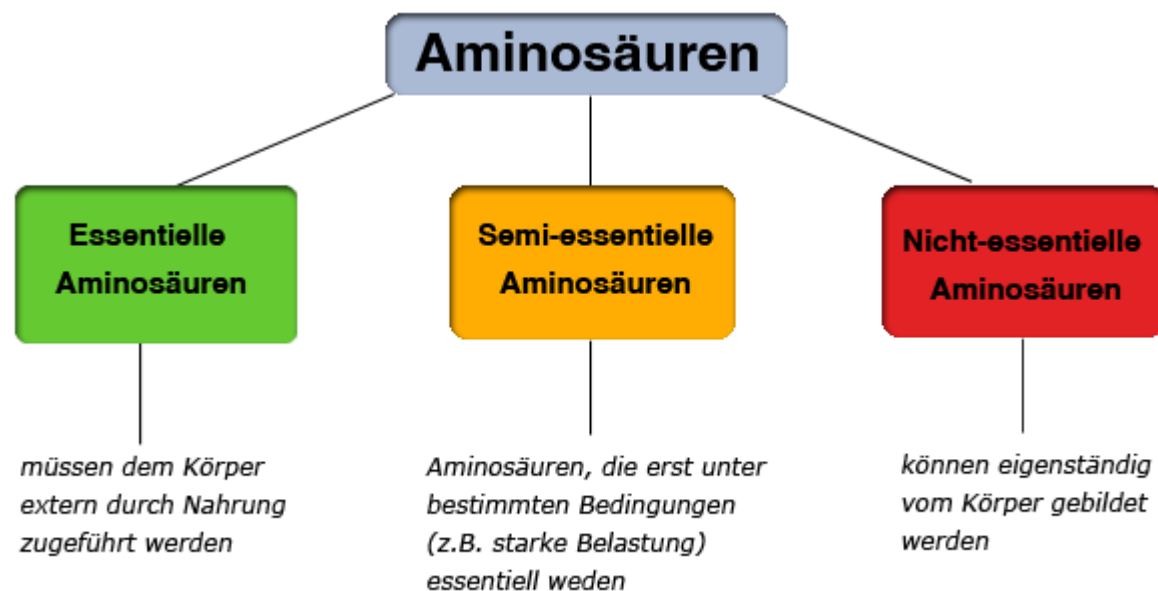 Aminosäuren
Essentielle
Aminosäuren
Semi-essentielle
Aminosäuren
Nicht-essentielle
Aminosäuren
müssen dem Körper
extern durch Nahrung
zugeführt werden
Aminosäuren, die erst unter
bestimmten Bedingungen
(z.B. starke Belastung)
essentiell weden
können eigenständig
vom Körper gebildet
werden